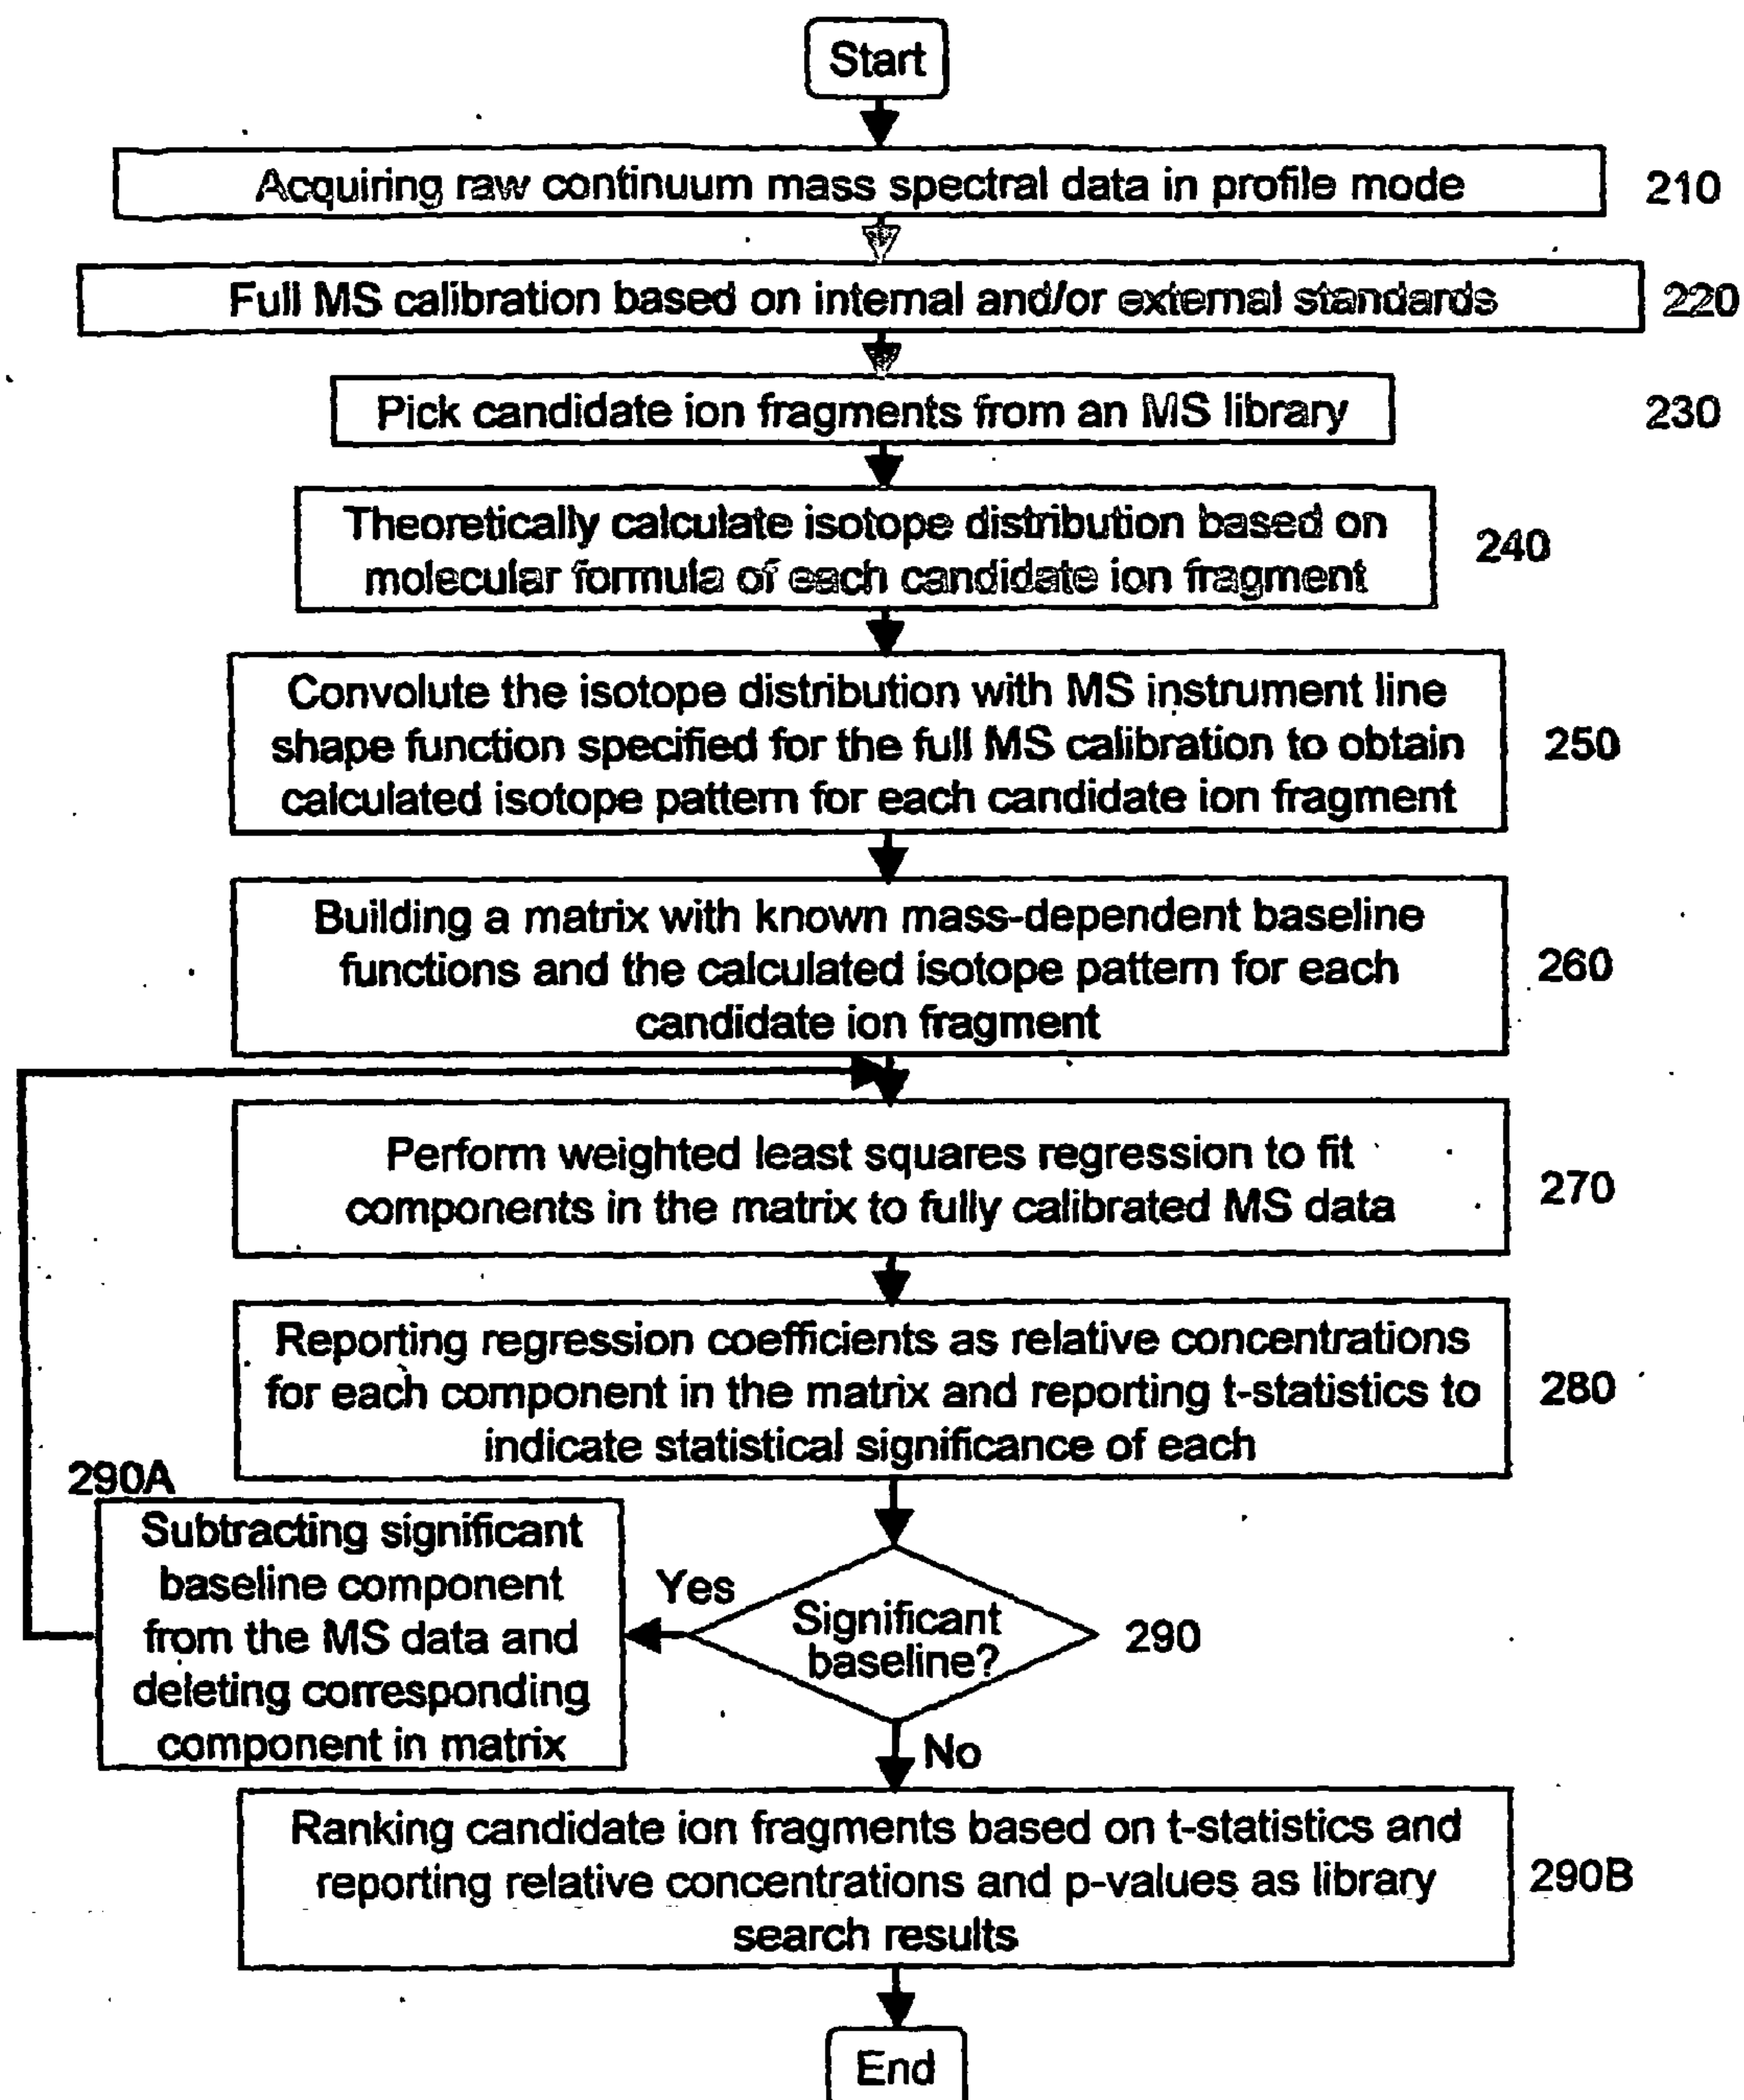 Start
Acquiring raw continuum mass spectral data in profile mode
210
Full MS calibration based on internal and/or external standards
220
Pick candidate ion fragments from an MS library
230
Theoretically calculate isotope distribution based on
molecular formula of each candidate ion fragment
240
Convolute the isotope distribution with MS instrument line
shape function specified for the full MS calibration to obtain
calculated isotope pattern for each candidate ion fragment
250
Building a matrix with known mass-dependent baseline
functions and the calculated isotope pattern for each
candidate ion fragment
260
Perform weighted least squares regression to fit
components in the matrix to fully calibrated MS data
270
Reporting regression coefficients as relative concentrations
for each component in the matrix and reporting t-statistics to
indicate statistical significance of each
280
290A
Subtracting significant
baseline component
from the MS data and
deleting corresponding
component in matrix
Yes
Significant
baseline?
290
No
Ranking candidate ion fragments based on t-statistics and
reporting relative concentrations and p-values as library
search results
290B
End